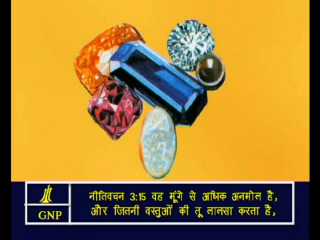 नीतिवचन 3:15 वह मूंगे से अधिक अनमोल है,
और जितनी वस्तुओं की तू लालसा करता है,
GNP